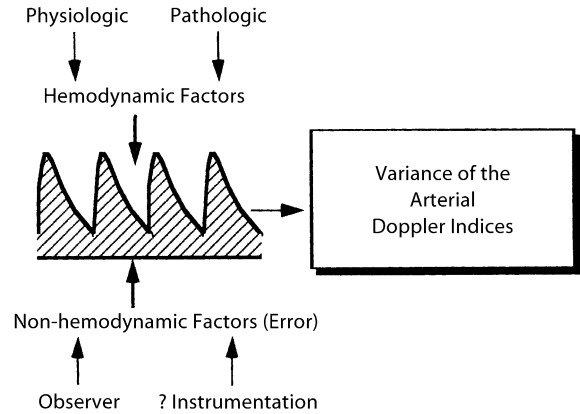 Physiologic Pathologic
Hemodynamic Factors
Variance of the
Arterial
Doppler Indices
Non-hemodynamic Factors (Error)
Observer ? Instrumentation